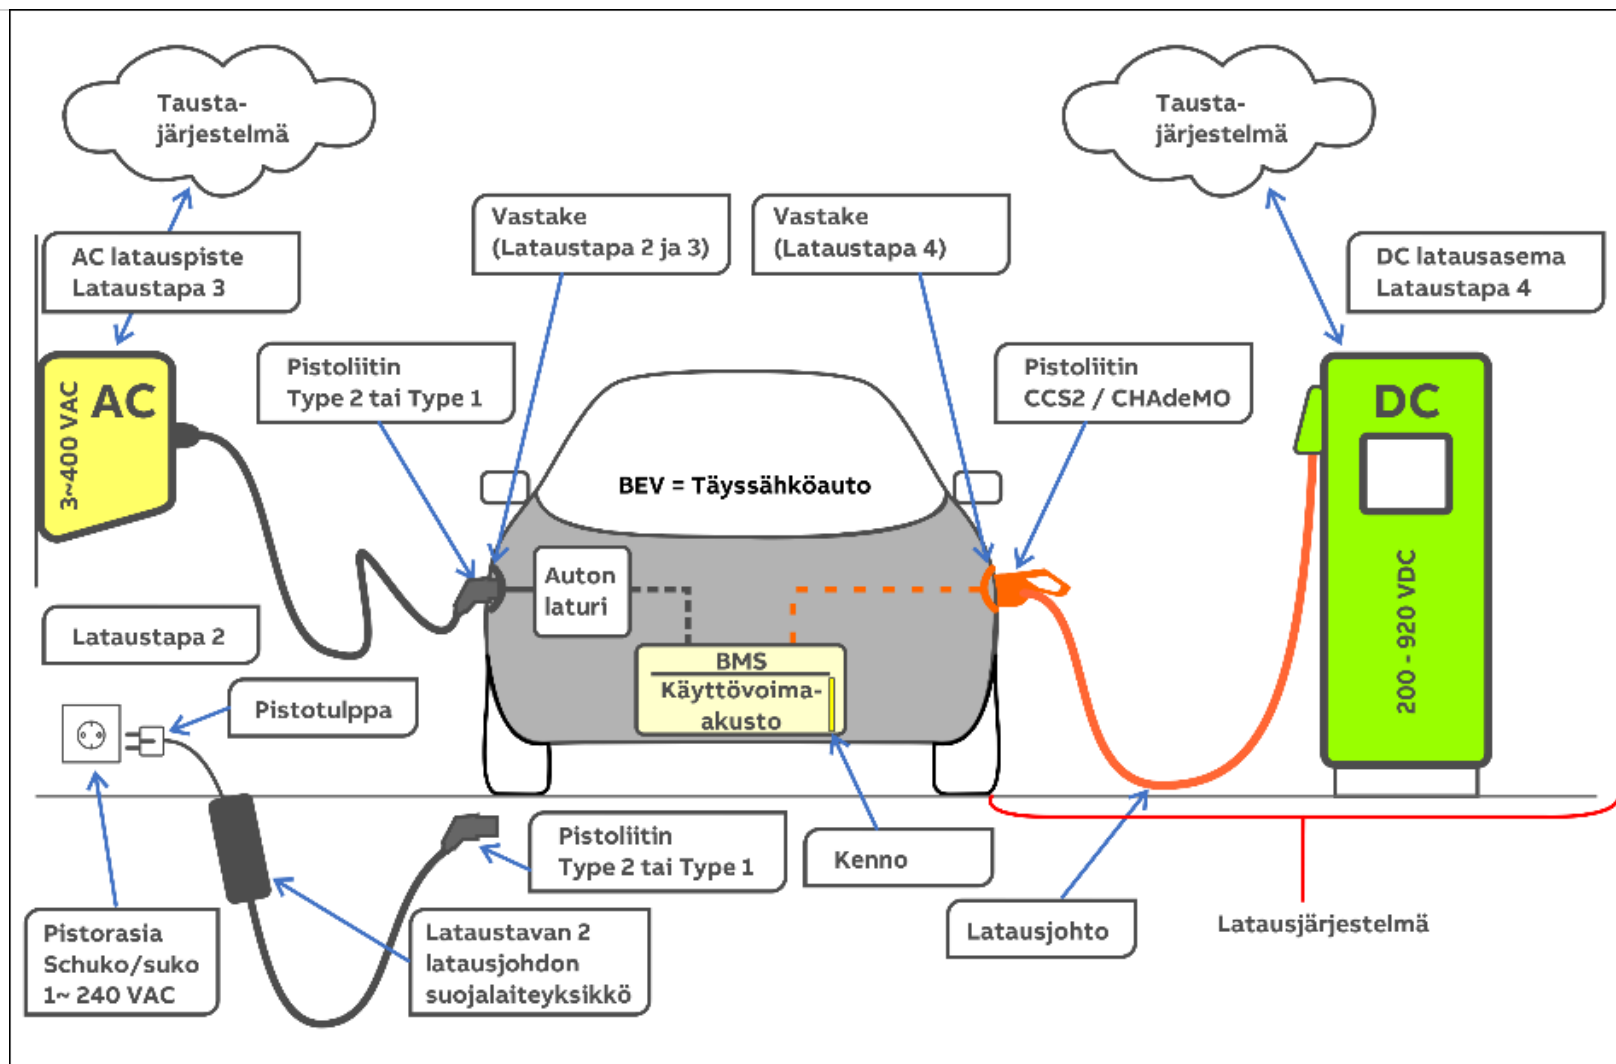 Tausta-
järjestelmä
Tausta-
järjestelmä
AC latauspiste
Lataustapa 3
Vastake
(Lataustapa 2 ja 3)
Vastake
(Lataustapa 4)
DC latausasema
Lataustapa 4
Pistoliitin
Type 2 tai Type 1
Pistoliitin
CCS2 / CHAdeMO
AC
3~400 VAC
DC
200 - 920 VDC
BEV = Täyssähköauto
Auton
laturi
BMS
Käyttövoima-
akusto
Lataustapa 2
Pistotulppa
Pistoliitin
Type 2 tai Type 1
Kenno
Latausjohto
Latausjärjestelmä
Pistorasia
Schuko/suko
1~ 240 VAC
Lataustavan 2
latausjohdon
suojalaiteyksikkö